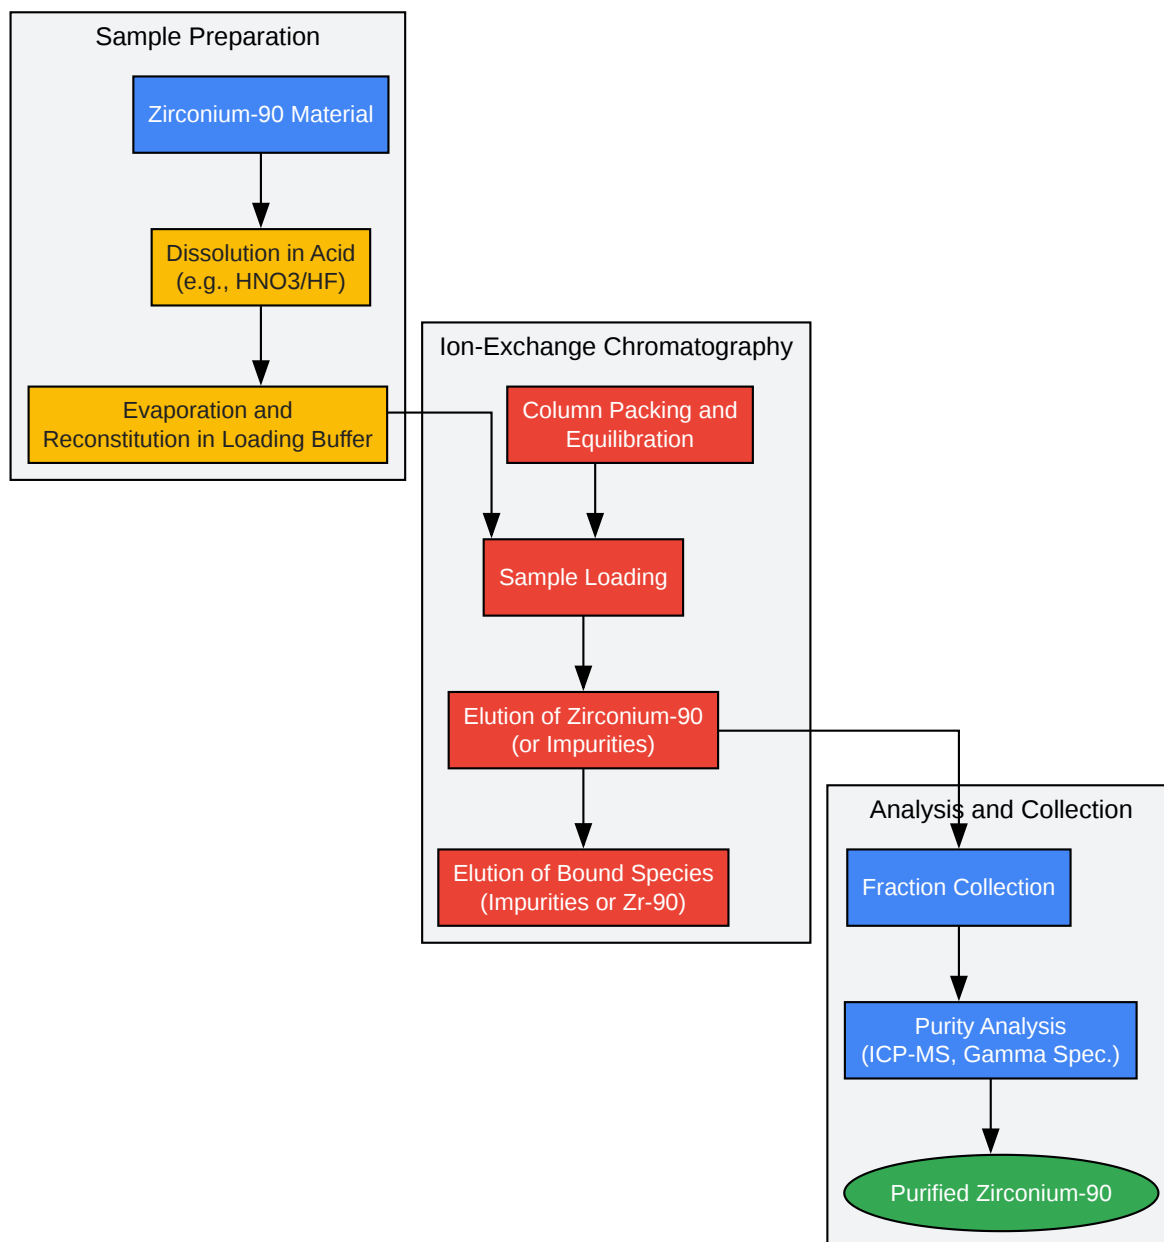 Sample Preparation
Zirconium-90 Material
Dissolution in Acid
(e.g., HNO3/HF)
Evaporation and
Reconstitution in Loading Buffer
Ion-Exchange Chromatography
Column Packing and
Equilibration
Sample Loading
Elution of Zirconium-90
(or Impurities)
Elution of Bound Species
(Impurities or Zr-90)
Analysis and Collection
Fraction Collection
Purity Analysis
(ICP-MS, Gamma Spec.)
Purified Zirconium-90